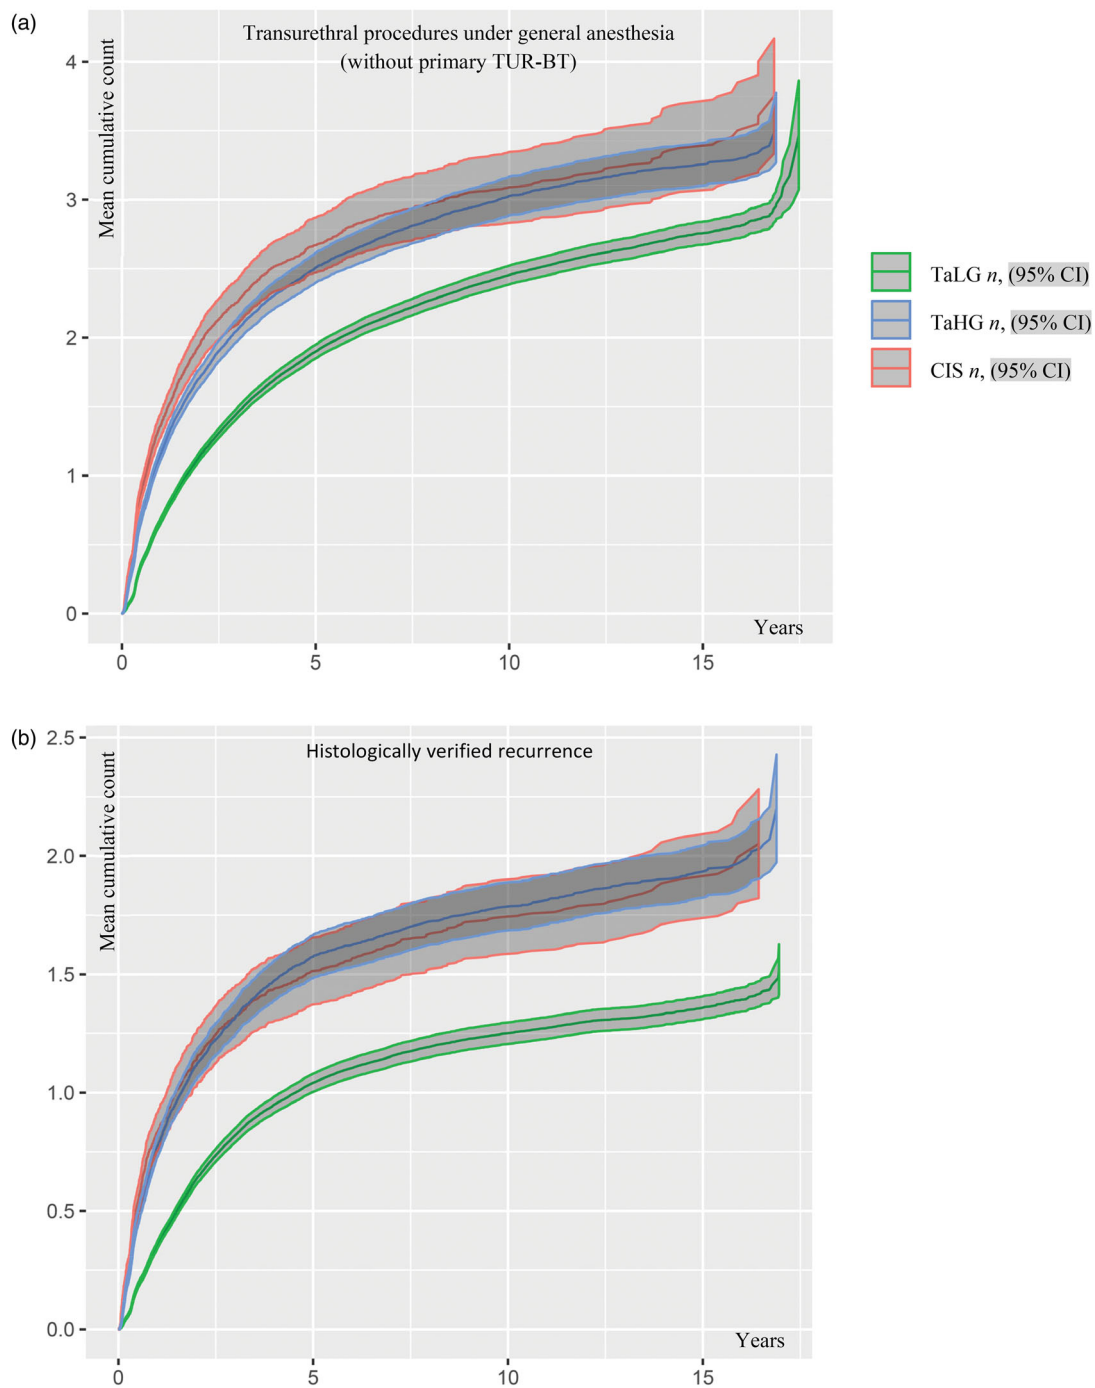 (a)
Transurethral procedures under general anesthesia
(without primary TUR-BT)
Mean cumulative count
4
3
2
1
0
Years
0 5 10 15
TaLG n, (95% CI)
TaHG n, (95% CI)
CIS n, (95% CI)
(b)
Histologically verified recurrence
Mean cumulative count
2.5
2.0
1.5
1.0
0.5
0.0
Years
0 5 10 15